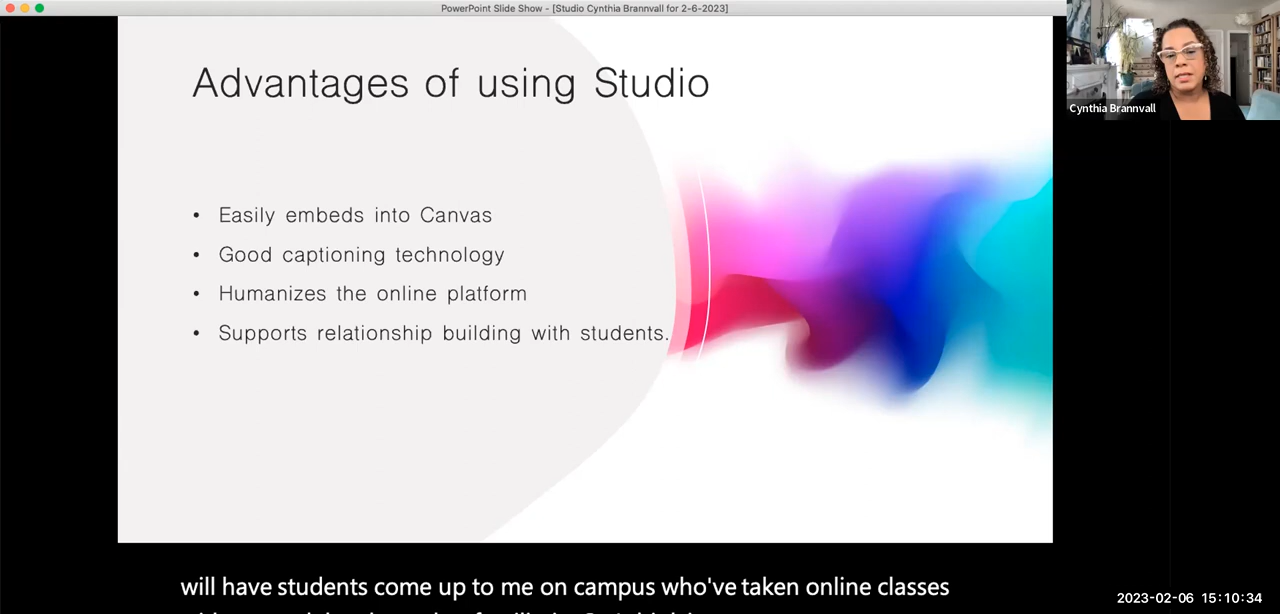 PowerPoint Slide Show - [Studio Cynthia Brannvall for 2-6-2023]
Advantages of using Studio
• Easily embeds into Canvas
• Good captioning technology
• Humanizes the online platform
• Supports relationship building with students.
Cynthia Brannvall
will have students come up to me on campus who've taken online classes
2023-02-06 15:10:34